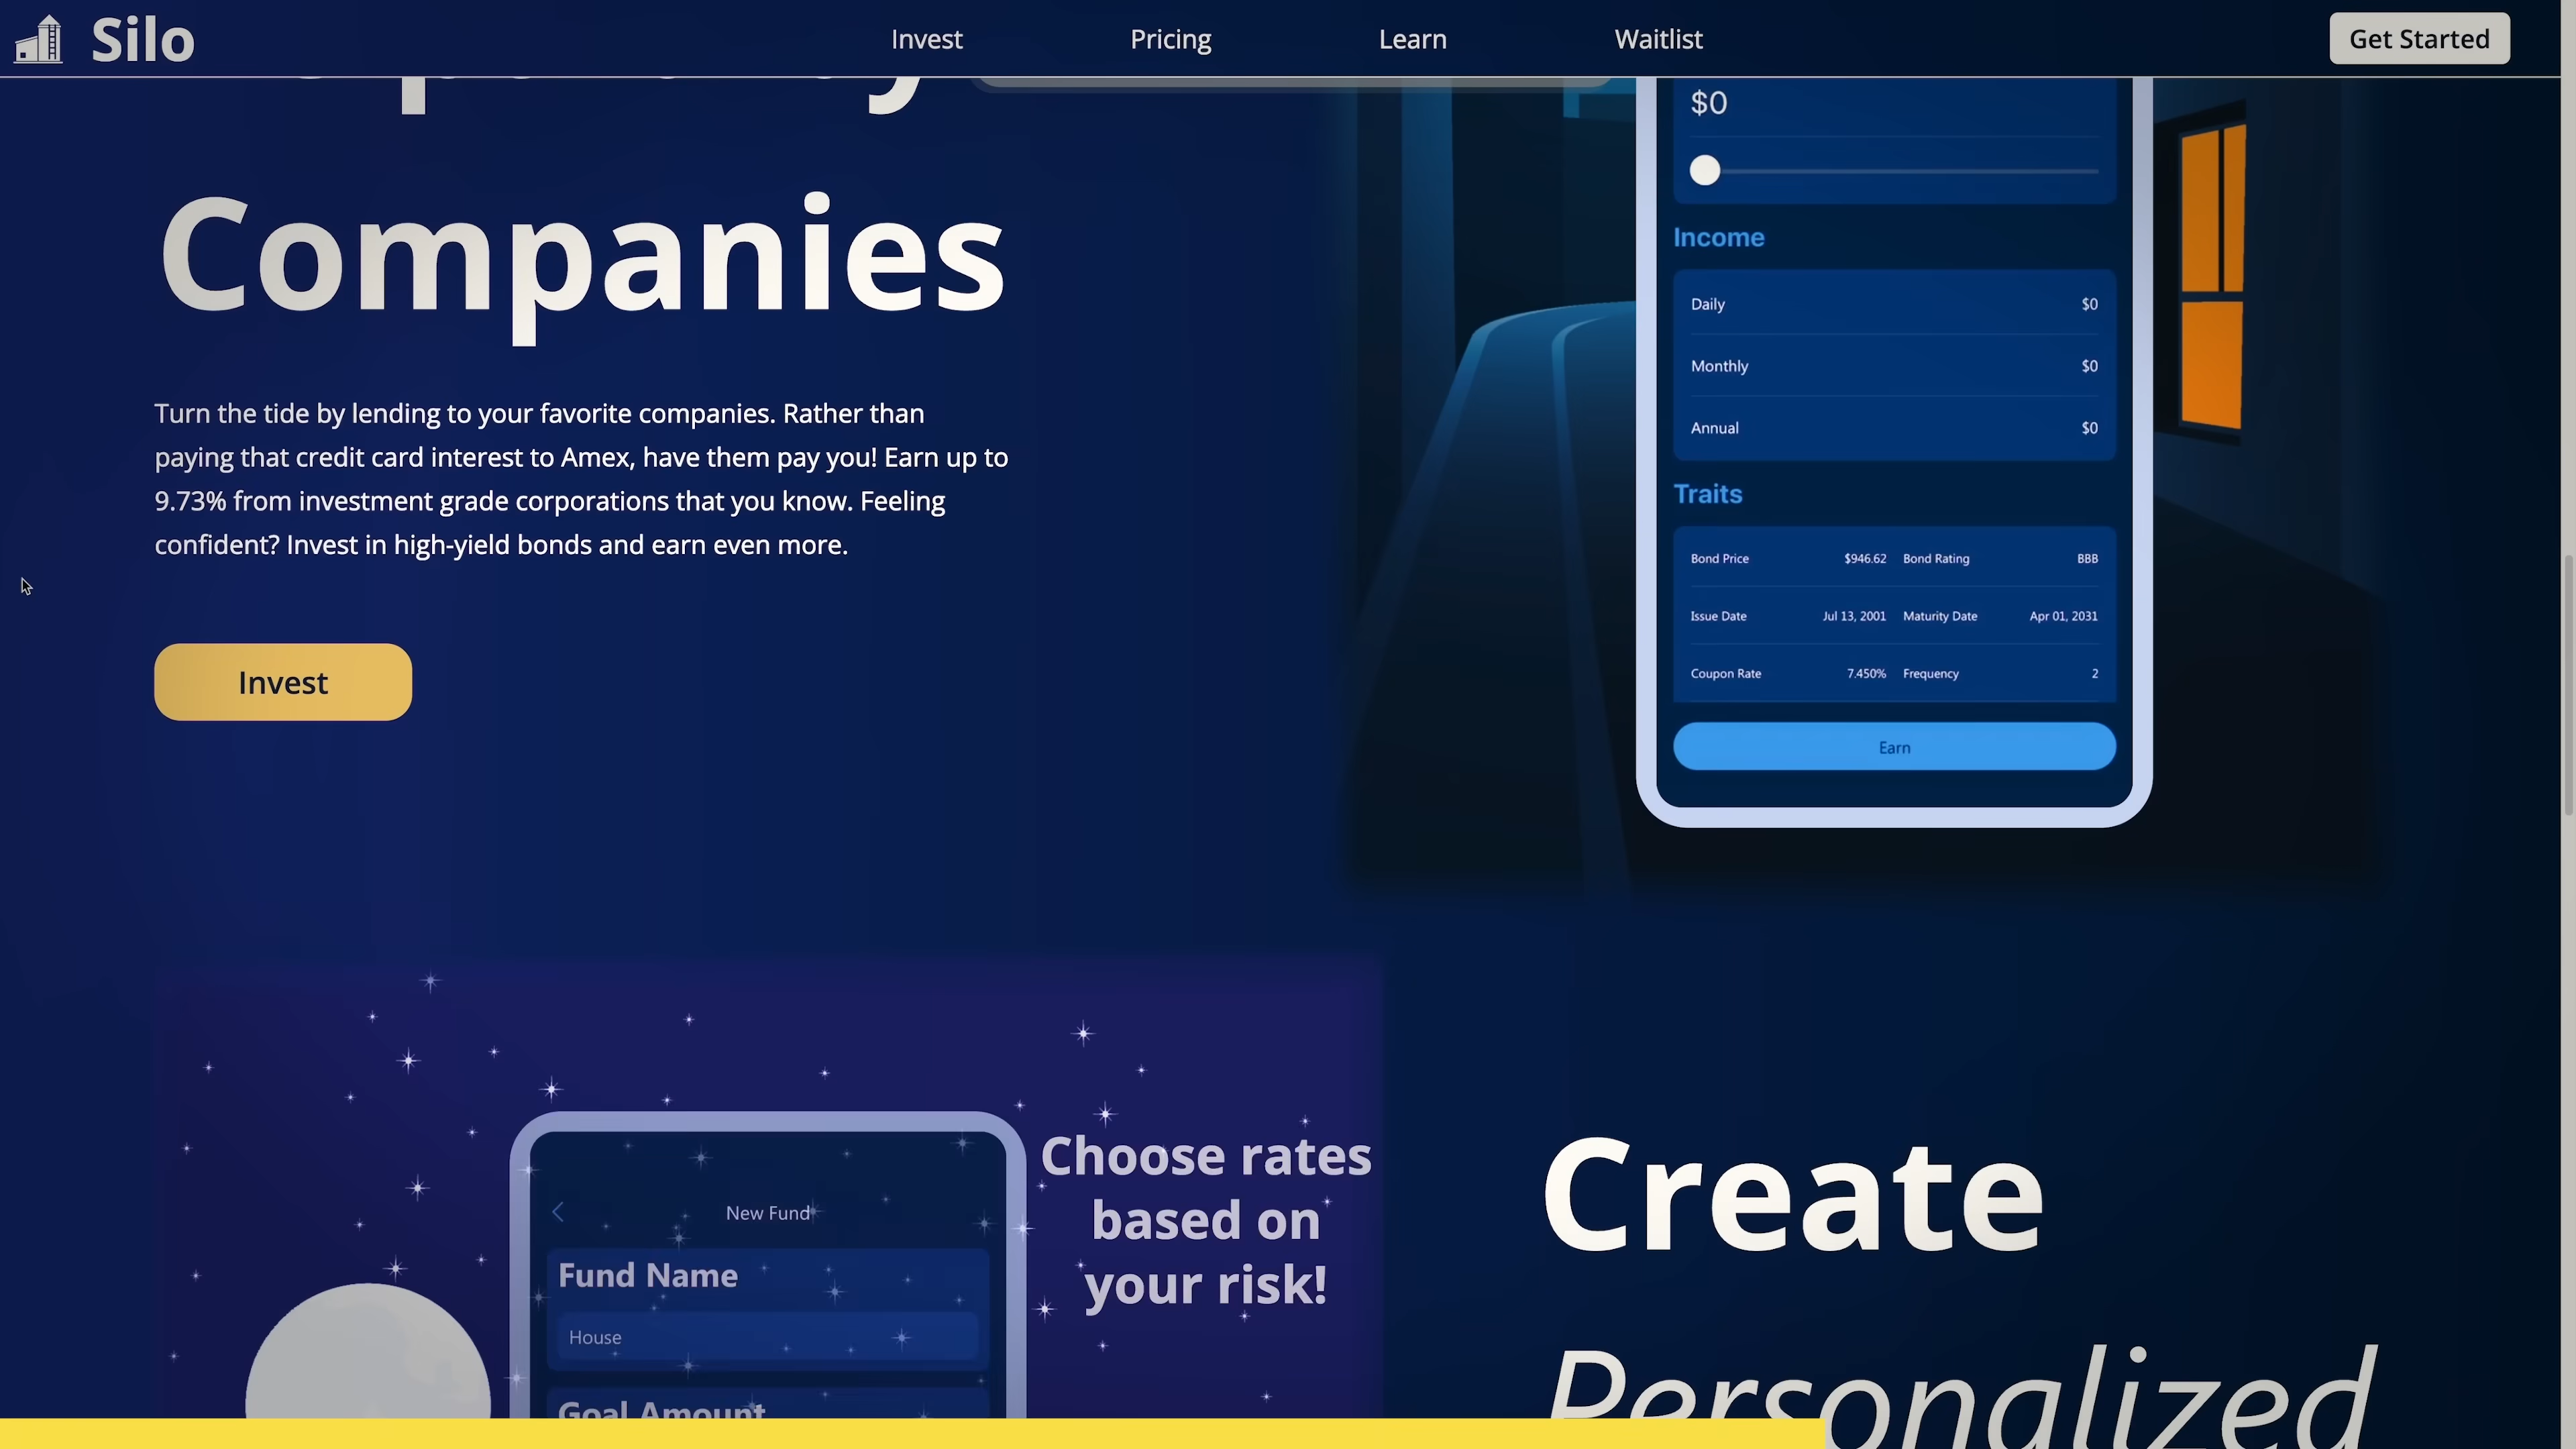 Silo
Invest
Pricing
Learn
Waitlist
Get Started
Companies
Turn the tide by lending to your favorite companies. Rather than
paying that credit card interest to Amex, have them pay you! Earn up to
9.73% from investment grade corporations that you know. Feeling
confident? Invest in high-yield bonds and earn even more.
Invest
$0
Income
Daily $0
Monthly $0
Annual $0
Traits
Bond Price $946.62 Bond Rating BBB
Issue Date Jul 13, 2001 Maturity Date Apr 01, 2031
Coupon Rate 7.450% Frequency 2
Earn
New Fund
Fund Name
House
Goal Amount
Choose rates
based on
your risk!
Create
Personalized